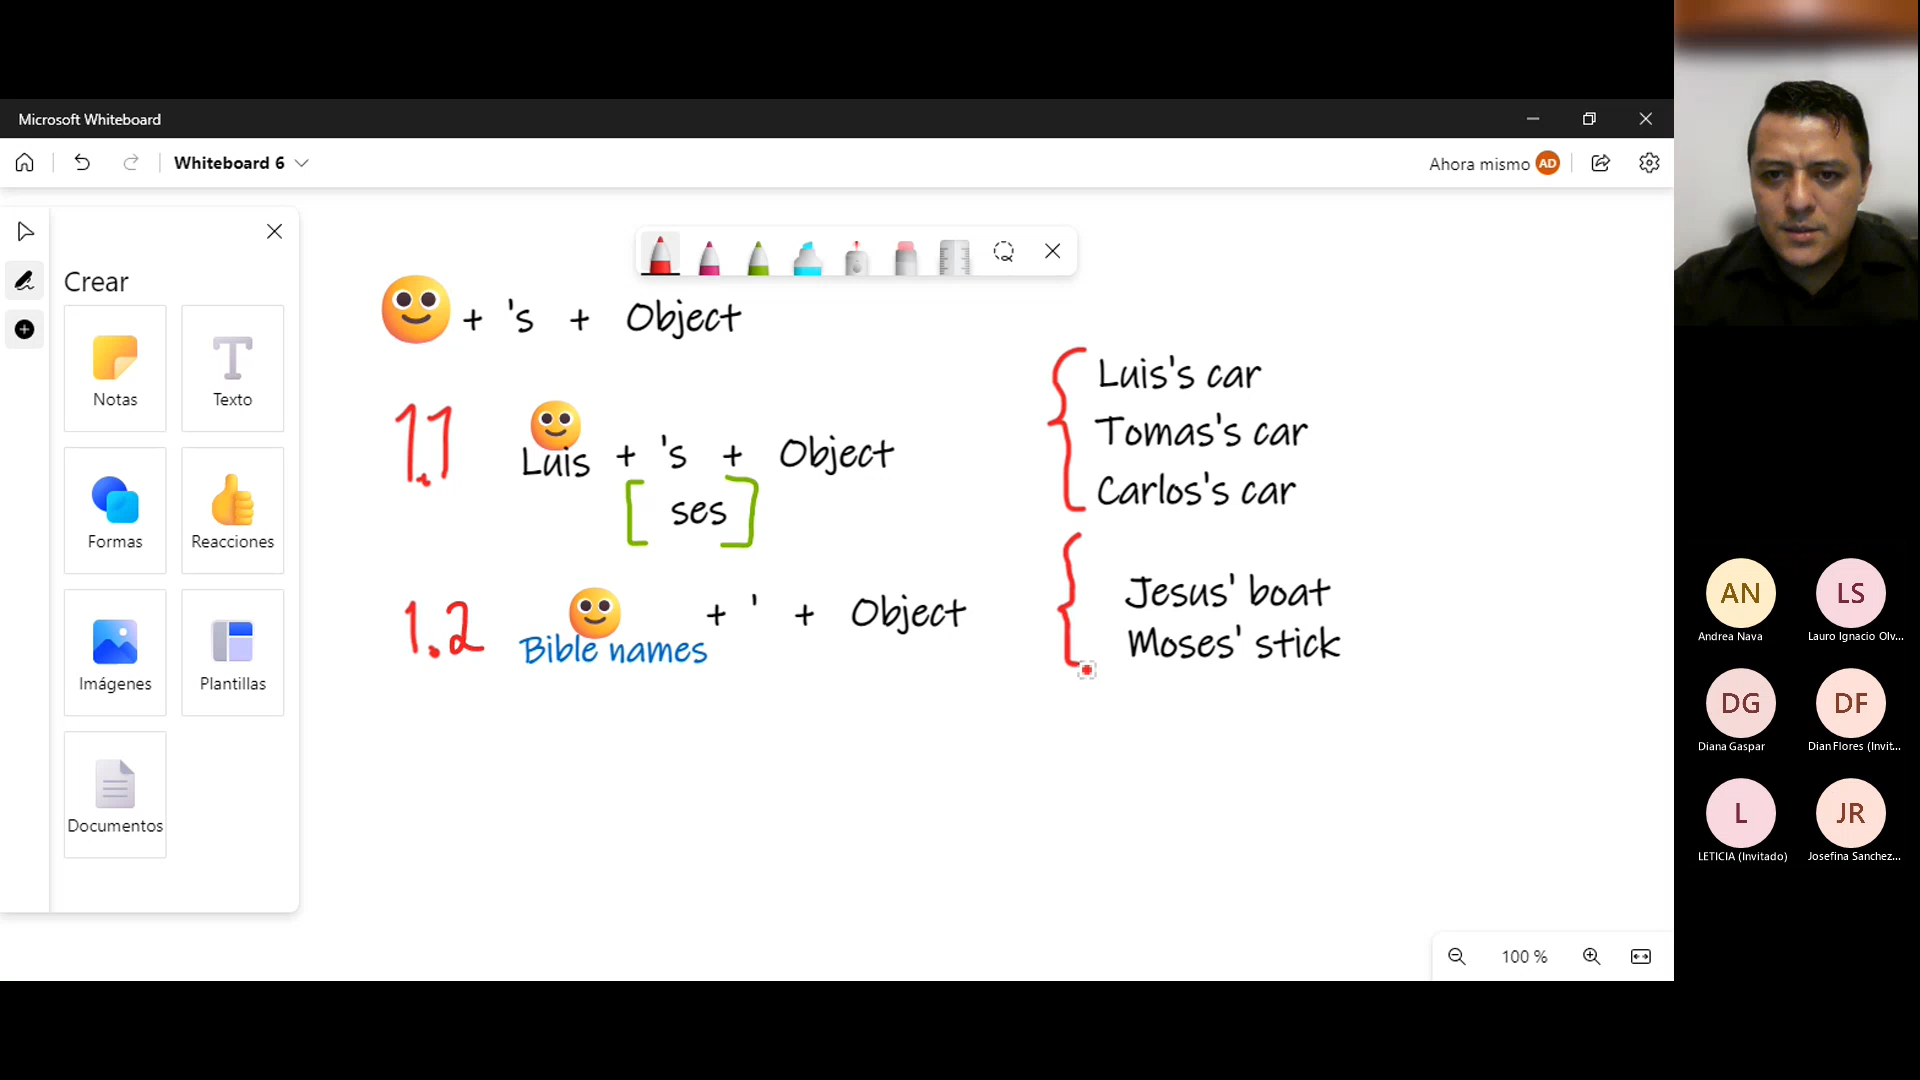 Microsoft Whiteboard
Whiteboard 6
Ahora mismo AD
Crear
Notas
Texto
Formas
Reacciones
Imágenes
Plantillas
Documentos
+ 's + Object
1.1
Luis + 's + Object
[ ses ]
1.2
Bible names + ' + Object
Luis's car
Tomas's car
Carlos's car
Jesus' boat
Moses' stick
100 %
AN
Andrea Nava
LS
Lauro Ignacio Olv...
DG
Diana Gaspar
DF
Dian Flores (Invit...
L
LETICIA (Invitado)
JR
Josefina Sanchez...